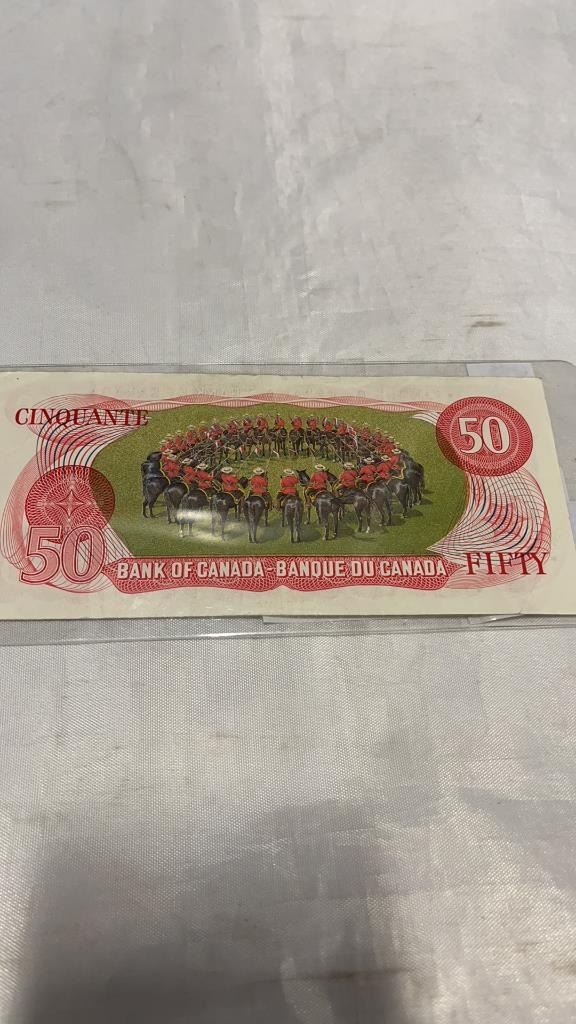 CINQUANTE
50
50
BANK OF CANADA - BANQUE DU CANADA
FIFTY